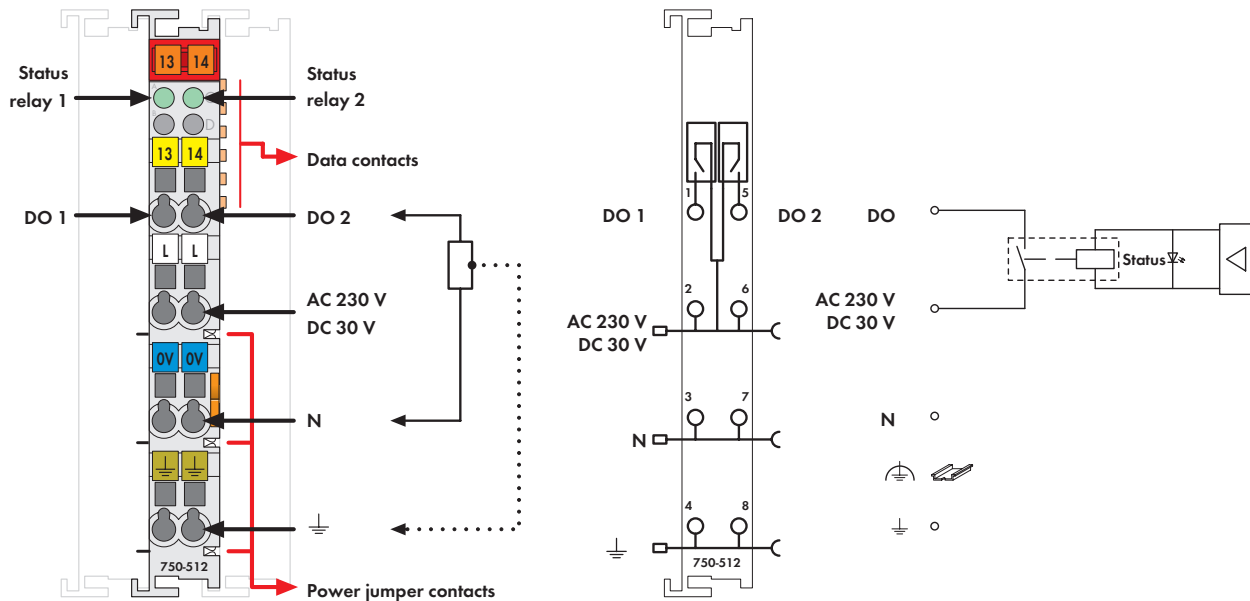 13 14
Status
relay 1
Status
relay 2
D
13 14
Data contacts
DO 1
DO 2
L L
AC 230 V
DC 30 V
0V 0V
N
750-512
Power jumper contacts
1
5
DO 1
DO 2
2
6
AC 230 V
DC 30 V
3
7
N
4
8
750-512
DO
Status
AC 230 V
DC 30 V
N